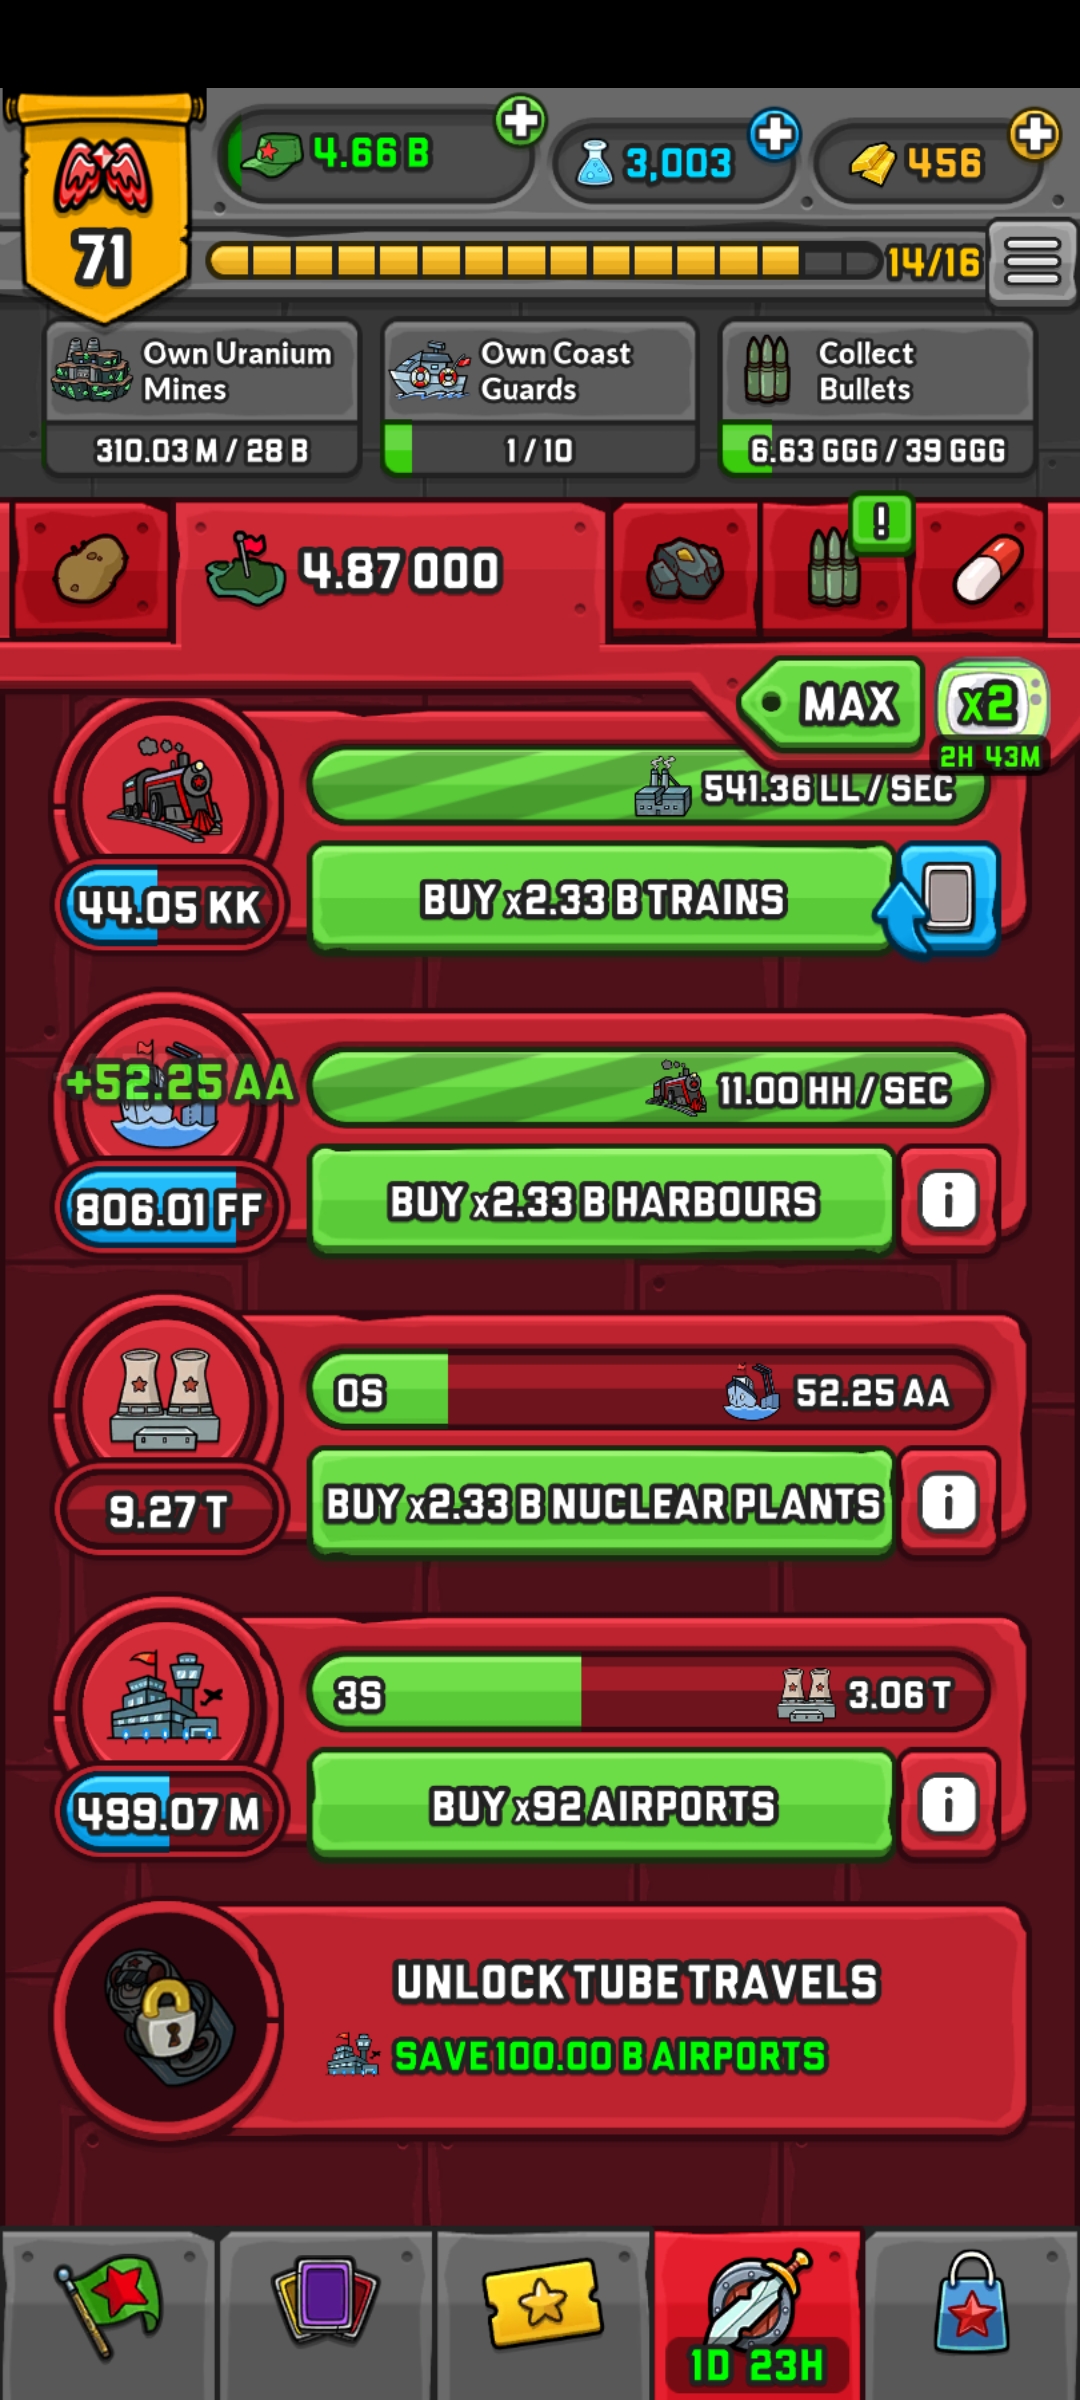 71
4.66 B
3,003
456
14/16
Own Uranium
Mines
310.03 M / 28 B
Own Coast
Guards
1 / 10
Collect
Bullets
6.63 GGG / 39 GGG
4.87 000
!
MAX
x2
2H 43M
541.36 LL / SEC
44.05 KK
BUY x2.33 B TRAINS
+52.25 AA
11.00 HH / SEC
806.01 FF
BUY x2.33 B HARBOURS
i
0S
52.25 AA
9.27 T
BUY x2.33 B NUCLEAR PLANTS
i
3S
3.06 T
499.07 M
BUY x92 AIRPORTS
i
UNLOCK TUBE TRAVELS
SAVE 100.00 B AIRPORTS
1D 23H